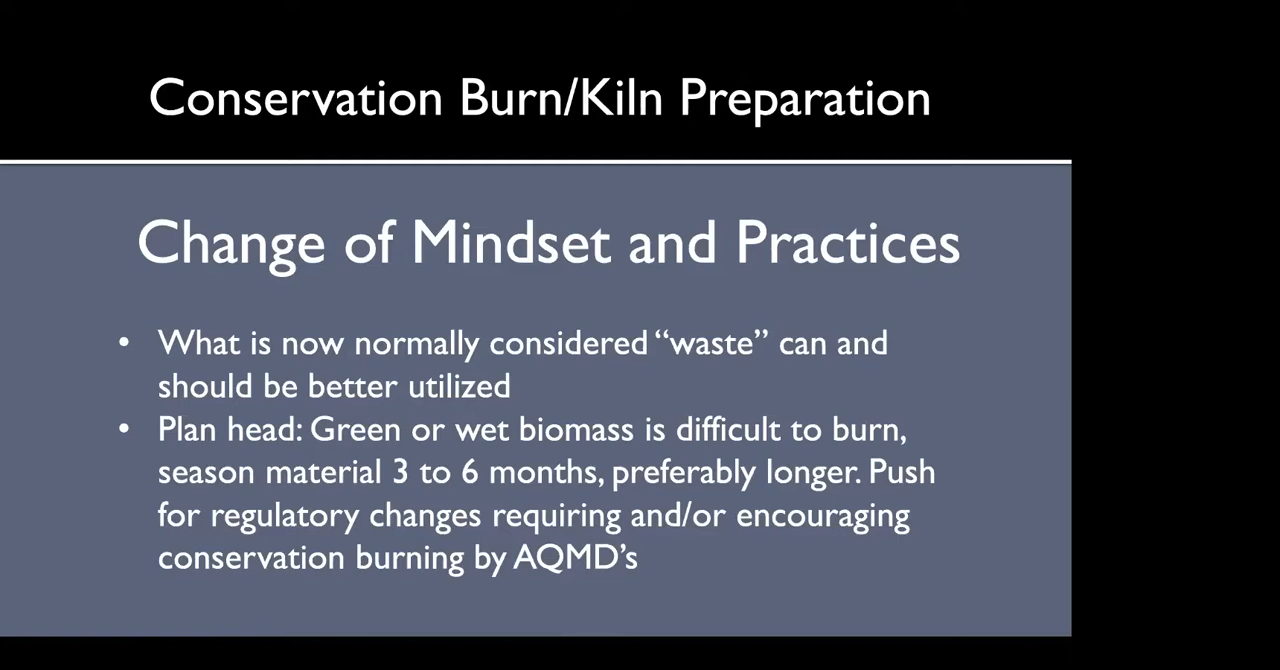 Conservation Burn/Kiln Preparation
Change of Mindset and Practices
• What is now normally considered “waste” can and
should be better utilized
• Plan head: Green or wet biomass is difficult to burn,
season material 3 to 6 months, preferably longer. Push
for regulatory changes requiring and/or encouraging
conservation burning by AQMD’s